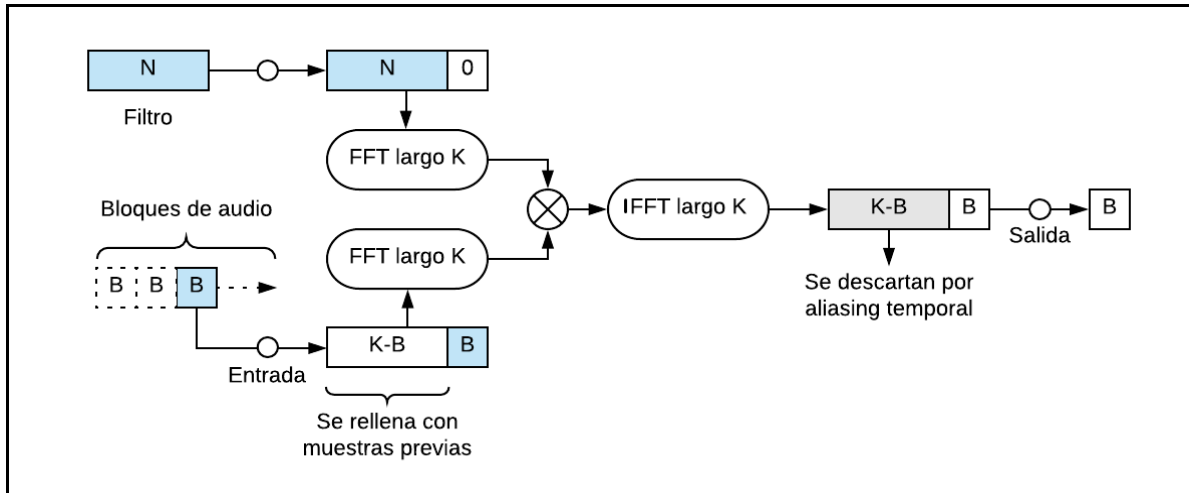 N
N
0
Filtro
FFT largo K
Bloques de audio
FFT largo K
IFFT largo K
K-B
B
B
Salida
B
B
B
Se descartan por
aliasing temporal
K-B
B
Entrada
Se rellena con
muestras previas